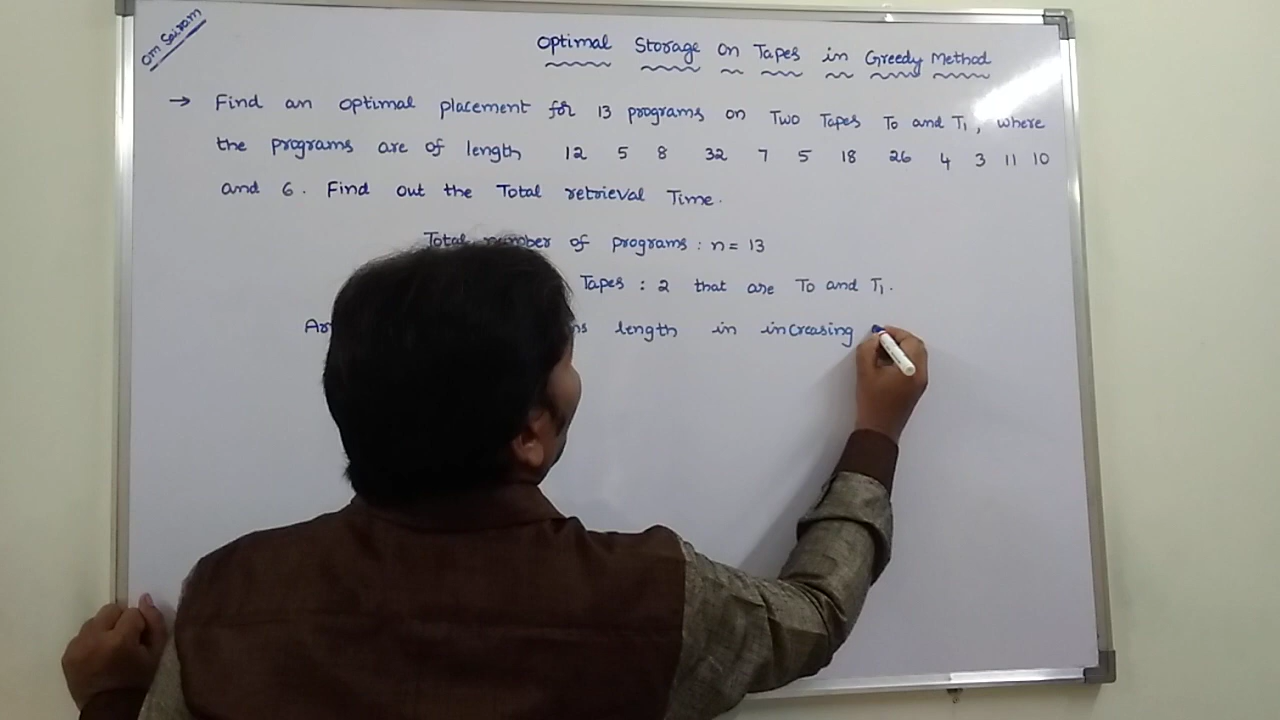 Om Sairam
Optimal Storage on Tapes in Greedy Method
→ Find an optimal placement for 13 programs on Two Tapes To and T1, where
the programs are of length 12 5 8 32 7 5 18 26 4 3 11 10
and 6. Find out the Total retrieval Time.
Total number of programs : n = 13
Tapes : 2 that are To and T1.
length in increasing